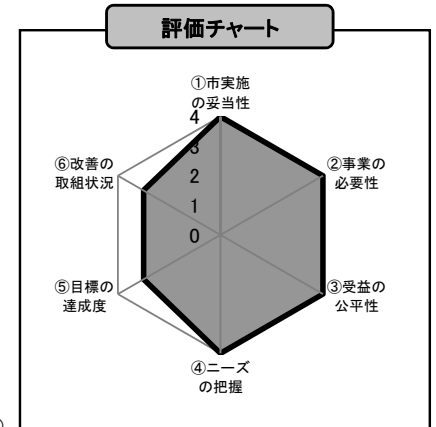 評価チャート
①市実施
の妥当性
②事業の
必要性
③受益の
公平性
④ニーズ
の把握
⑤目標の
達成度
⑥改善の
取組状況
4
3
2
1
0